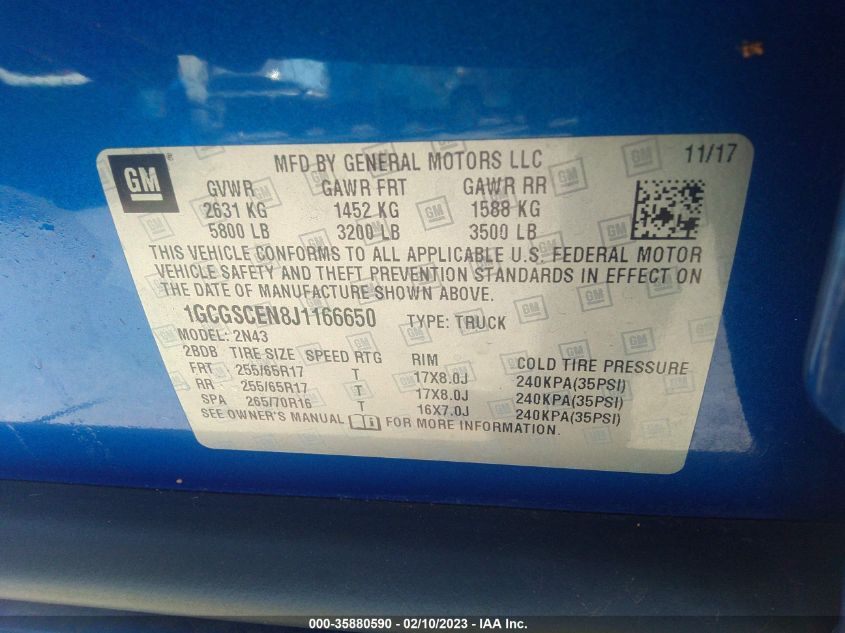 GM
MFD BY GENERAL MOTORS LLC
11/17
GVWR GAWR FRT GAWR RR
2631 KG 1452 KG 1588 KG
5800 LB 3200 LB 3500 LB
THIS VEHICLE CONFORMS TO ALL APPLICABLE U.S. FEDERAL MOTOR
VEHICLE SAFETY AND THEFT PREVENTION STANDARDS IN EFFECT ON
THE DATE OF MANUFACTURE SHOWN ABOVE.
1GCGSCEN8J1166650 TYPE: TRUCK
MODEL: 2N43
2BDB TIRE SIZE SPEED RTG RIM COLD TIRE PRESSURE
FRT 255/65R17 T 17X8.0J 240KPA(35PSI)
RR 255/65R17 T 17X8.0J 240KPA(35PSI)
SPA 265/70R16 T 16X7.0J 240KPA(35PSI)
SEE OWNER'S MANUAL FOR MORE INFORMATION.
000-35880590 - 02/10/2023 - IAA Inc.